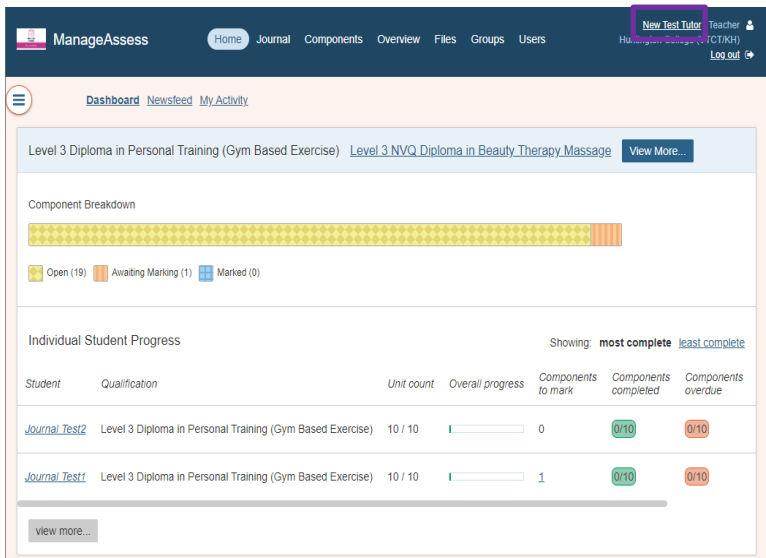 ManageAssess
Home Journal Components Overview Files Groups Users
New Test Tutor Teacher
College
Log out
Dashboard Newsfeed My Activity
Level 3 Diploma in Personal Training (Gym Based Exercise) Level 3 NVQ Diploma in Beauty Therapy Massage View More...
Component Breakdown
Open (19) Awaiting Marking (1) Marked (0)
Individual Student Progress
Showing: most complete least complete
Student Qualification Unit count Overall progress Components to mark Components completed Components overdue
Journal Test2 Level 3 Diploma in Personal Training (Gym Based Exercise) 10 / 10 0 0/10 0/10
Journal Test1 Level 3 Diploma in Personal Training (Gym Based Exercise) 10 / 10 1 0/10 0/10
view more...